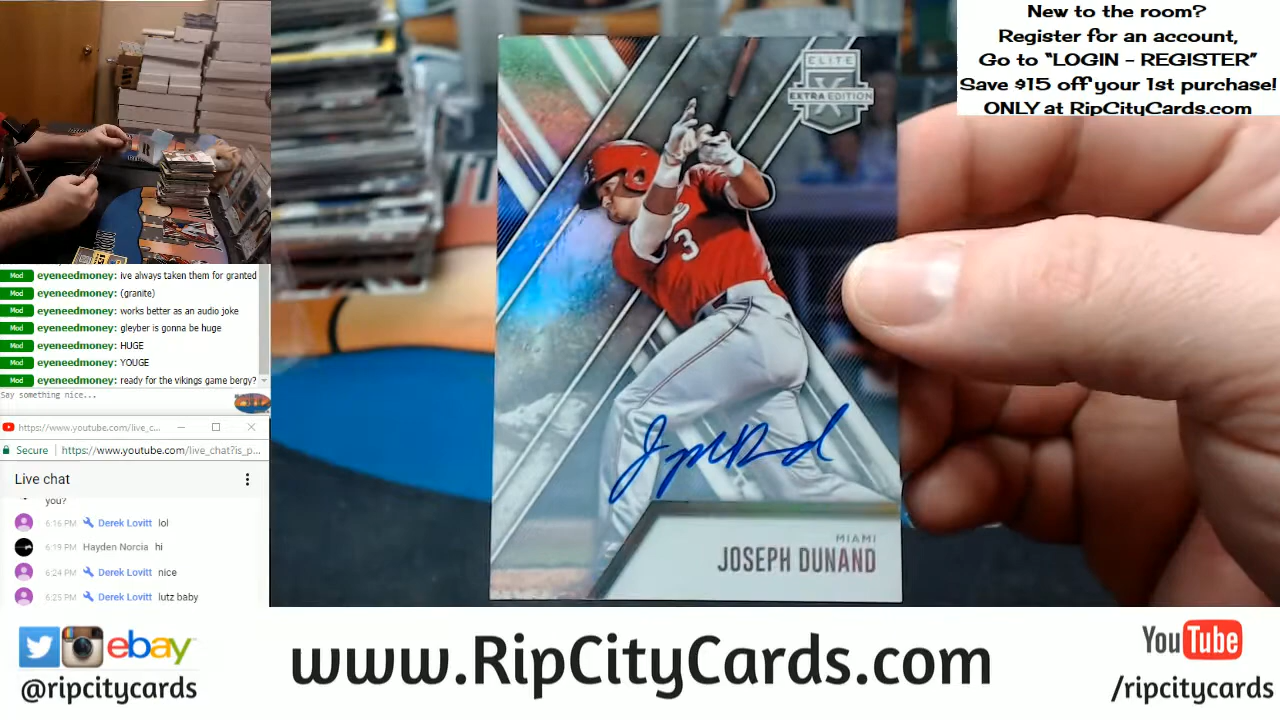 New to the room?
Register for an account,
Go to “LOGIN – REGISTER”
Save $15 off your 1st purchase!
ONLY at RipCityCards.com
ELITE
X
EXTRA EDITION
3
MIAMI
JOSEPH DUNAND
Mod eyeneedmoney: ive always taken them for granted
Mod eyeneedmoney: (granite)
Mod eyeneedmoney: works better as an audio joke
Mod eyeneedmoney: gleyber is gonna be huge
Mod eyeneedmoney: HUGE
Mod eyeneedmoney: YOUGE
Mod eyeneedmoney: ready for the vikings game bergy?
Say something nice...
https://www.youtube.com/live_c...
Secure https://www.youtube.com/live_chat?is_p...
Live chat
you?
6:16 PM Derek Lovitt lol
6:19 PM Hayden Norcia hi
6:24 PM Derek Lovitt nice
6:25 PM Derek Lovitt lutz baby
ebay
@ripcitycards
www.RipCityCards.com
YouTube
/ripcitycards